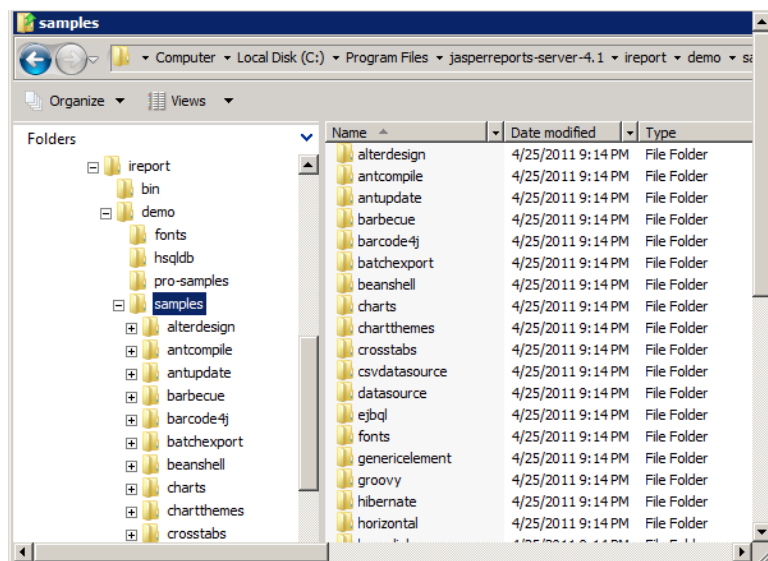 samples
Computer Local Disk (C:) Program Files jasperreports-server-4.1 ireport demo
Organize Views
Folders
ireport
bin
demo
fonts
hsqldb
pro-samples
samples
alterdesign
antcompile
antupdate
barbecue
barcode4j
batchexport
beanshell
charts
chartthemes
crosstabs
Name Date modified Type
alterdesign 4/25/2011 9:14 PM File Folder
antcompile 4/25/2011 9:14 PM File Folder
antupdate 4/25/2011 9:14 PM File Folder
barbecue 4/25/2011 9:14 PM File Folder
barcode4j 4/25/2011 9:14 PM File Folder
batchexport 4/25/2011 9:14 PM File Folder
beanshell 4/25/2011 9:14 PM File Folder
charts 4/25/2011 9:14 PM File Folder
chartthemes 4/25/2011 9:14 PM File Folder
crosstabs 4/25/2011 9:14 PM File Folder
csvdatasource 4/25/2011 9:14 PM File Folder
datasource 4/25/2011 9:14 PM File Folder
ejbql 4/25/2011 9:14 PM File Folder
fonts 4/25/2011 9:14 PM File Folder
genericelement 4/25/2011 9:14 PM File Folder
groovy 4/25/2011 9:14 PM File Folder
hibernate 4/25/2011 9:14 PM File Folder
horizontal 4/25/2011 9:14 PM File Folder